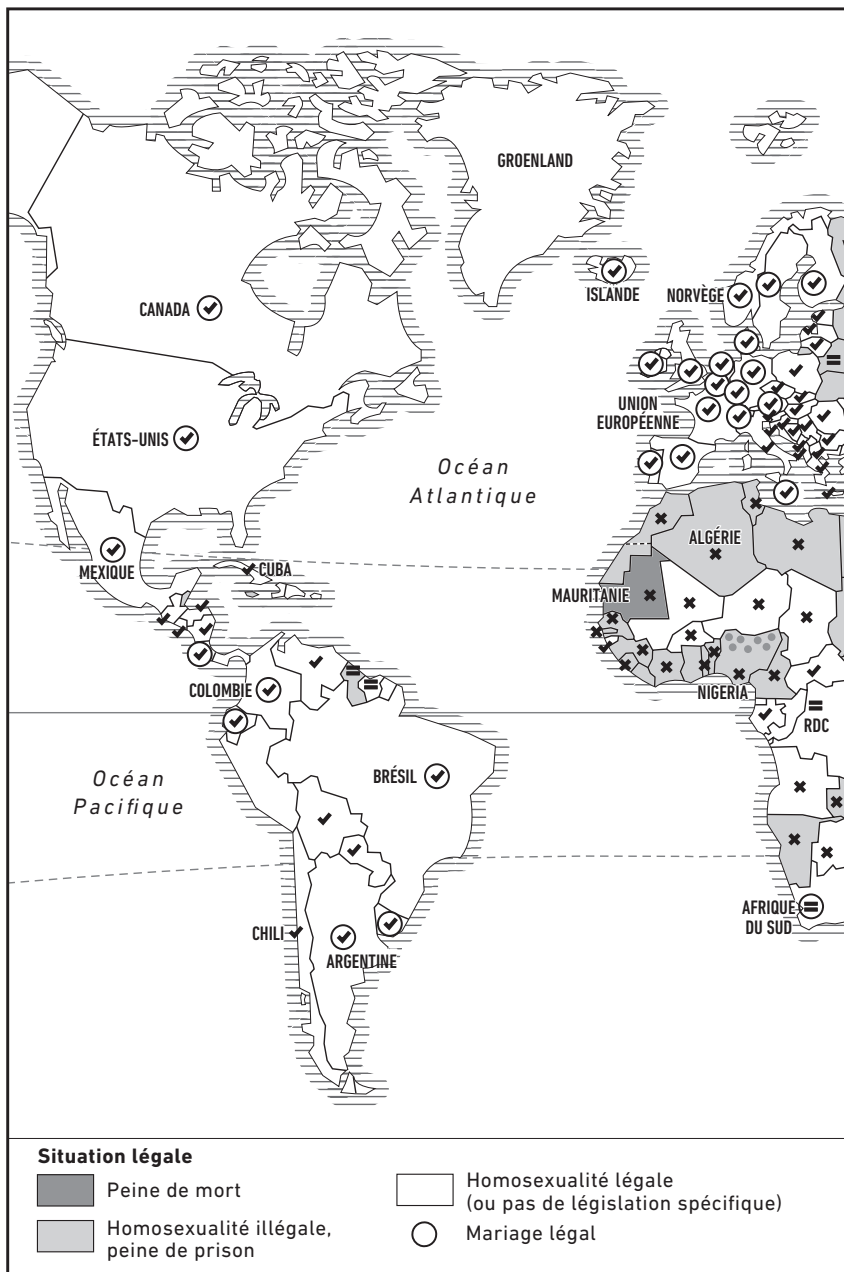 GROENLAND
ISLANDE
NORVÈGE
CANADA
UNION
EUROPÉENNE
ÉTATS-UNIS
Océan
Atlantique
ALGÉRIE
MEXIQUE
CUBA
MAURITANIE
COLOMBIE
NIGERIA
RDC
Océan
Pacifique
BRÉSIL
AFRIQUE
DU SUD
CHILI
ARGENTINE
Situation légale
Peine de mort
Homosexualité illégale,
peine de prison
Homosexualité légale
(ou pas de législation spécifique)
Mariage légal